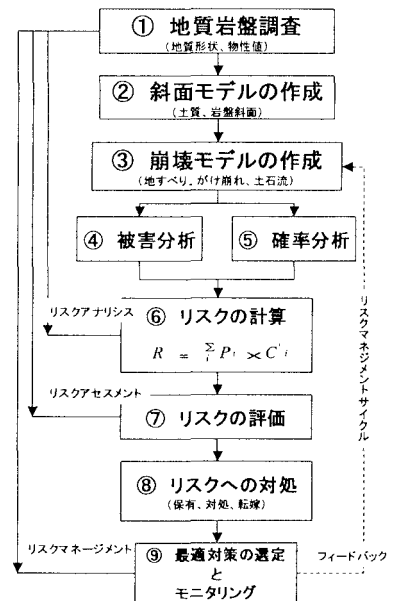 ① 地質岩盤調査
(地質形状、物性値)
② 斜面モデルの作成
(土質、岩盤斜面)
③ 崩壊モデルの作成
(地すべり、がけ崩れ、土石流)
④ 被害分析
⑤ 確率分析
リスクアナリシス
⑥ リスクの計算
R = Σ i P i × C i
リスクアセスメント
⑦ リスクの評価
⑧ リスクへの対処
(保有、対処、転嫁)
リスクマネージメント
⑨ 最適対策の選定
と
モニタリング
フィードバック
リスクマネジメントサイクル